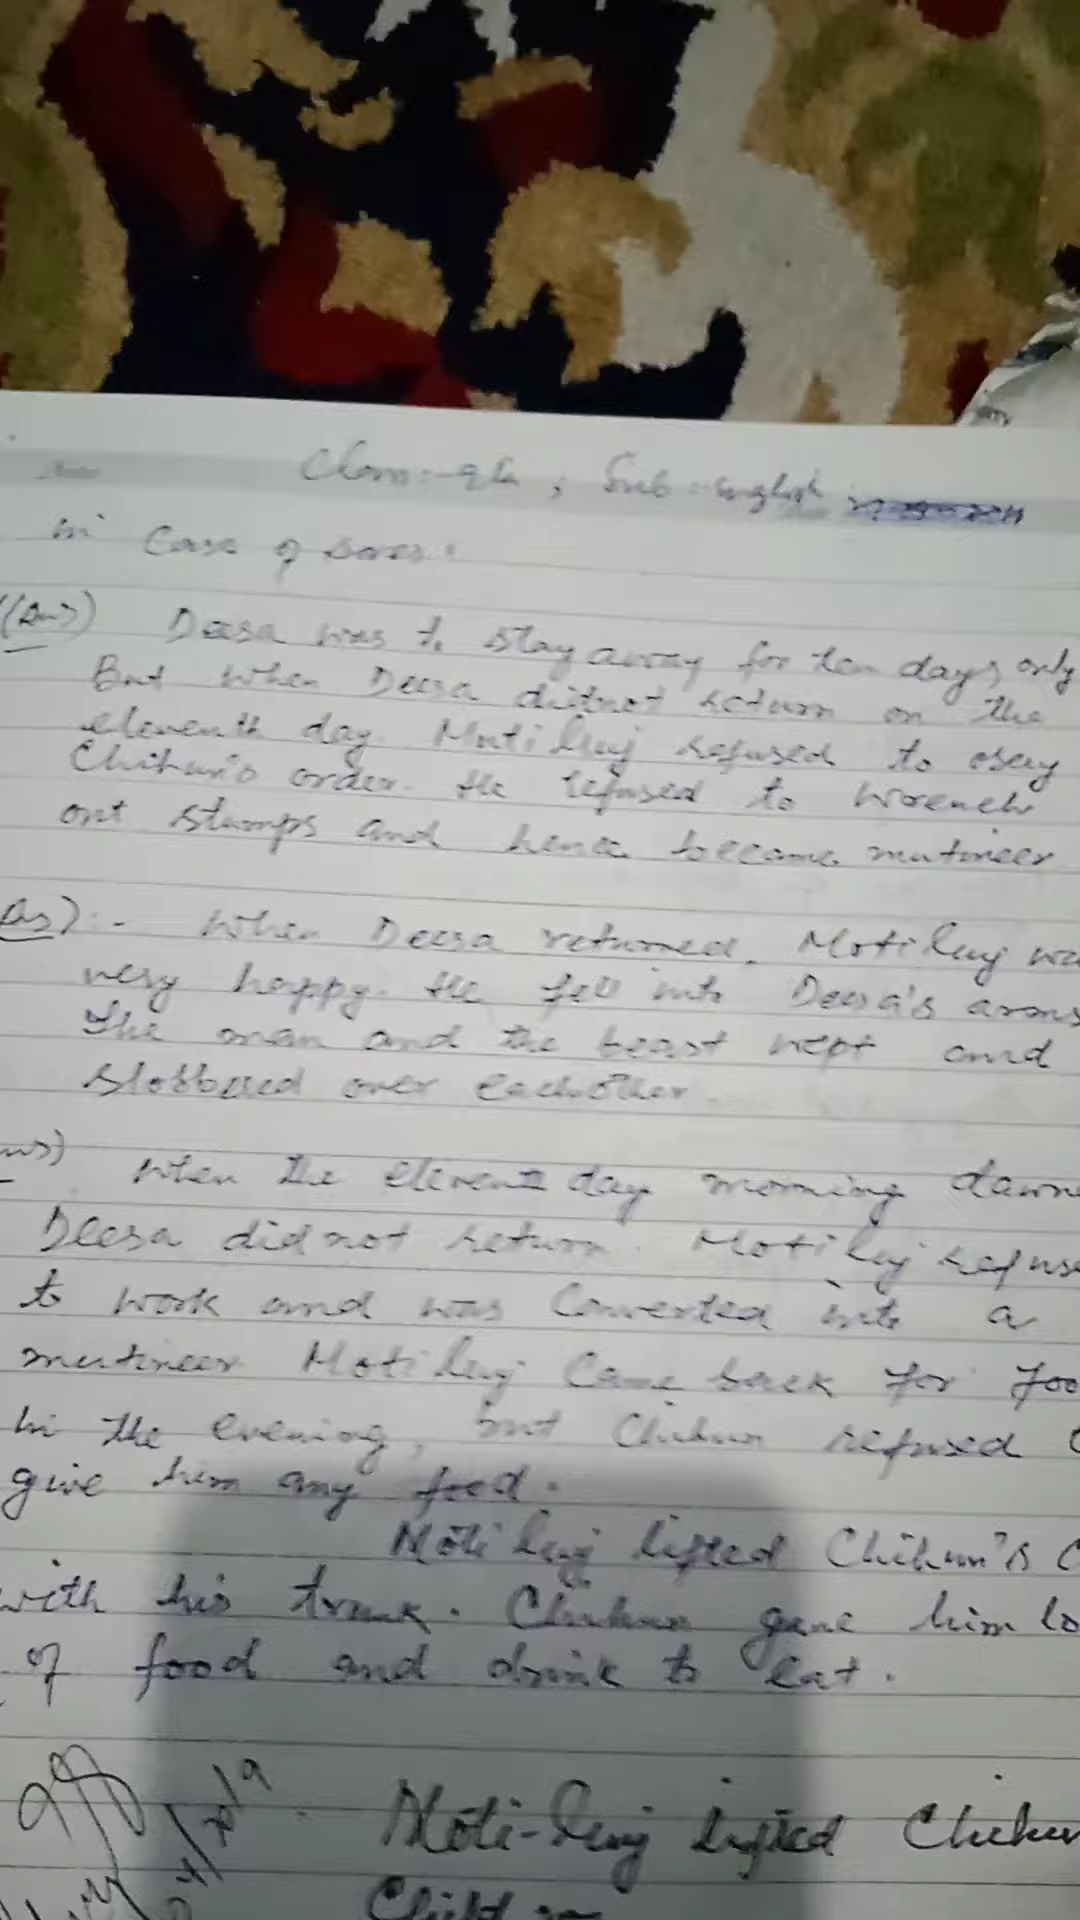 Class:- 9th ; Sub:- English
in case of sores.
(Ans) Deesa was to stay away for ten days only
But when Deesa didnot return on the
eleventh day. Moti Guj refused to obey
Chihun's order. He refused to wrench
out stumps and hence became mutineer
Ans):- When Deesa returned, Moti Guj wa
very happy. He fell into Deesa's arms
The man and the beast wept and
slobbered over eachother.
ans) When the elevent day morning dawne
Deesa did not return. Moti Guj refuse
to work and was converted into a
mutineer. Moti Guj came back for foo
in the evening, but Chihun refused
give him any food.
Moti Guj lifted Chihun's C
with his trunk. Chihun gave him lo
of food and drink to eat.
Moti-Guj lifted Chihun
Child